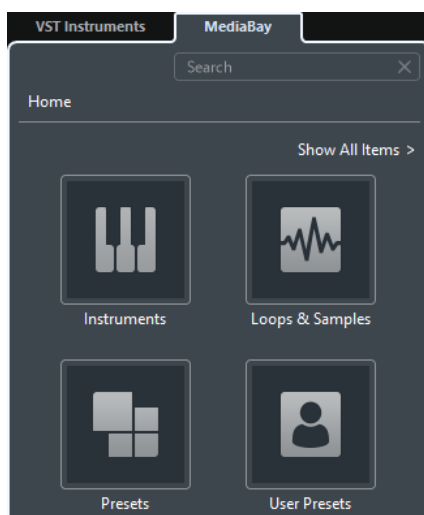 VST Instruments MediaBay
Search
Home
Show All Items >
Instruments Loops & Samples
Presets User Presets